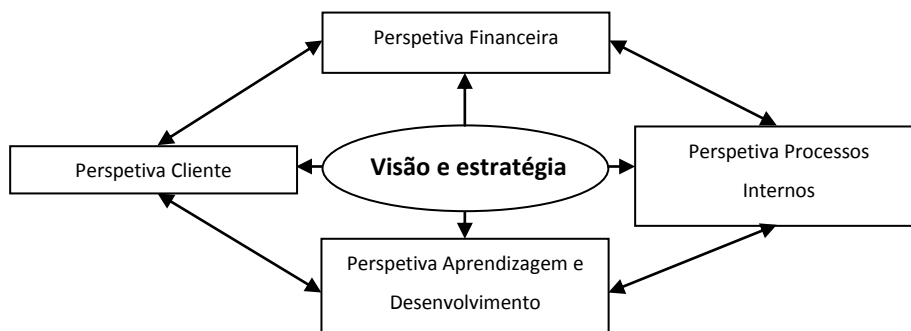 Perspetiva Financeira
Visão e estratégia
Perspetiva Cliente
Perspetiva Processos
Internos
Perspetiva Aprendizagem e
Desenvolvimento